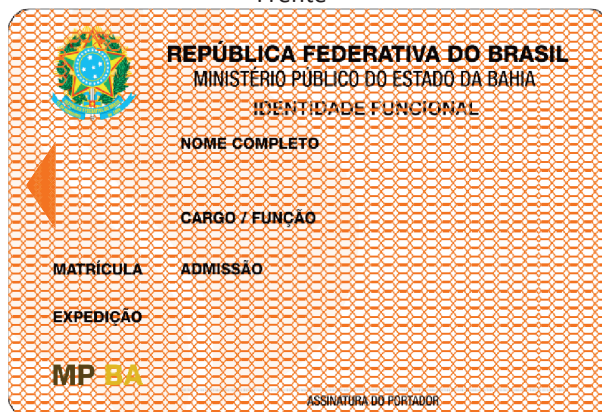 Frente
REPÚBLICA FEDERATIVA DO BRASIL
MINISTÉRIO PÚBLICO DO ESTADO DA BAHIA
IDENTIDADE FUNCIONAL
NOME COMPLETO
CARGO / FUNÇÃO
MATRÍCULA ADMISSÃO
EXPEDIÇÃO
MP BA
ASSINATURA DO PORTADOR